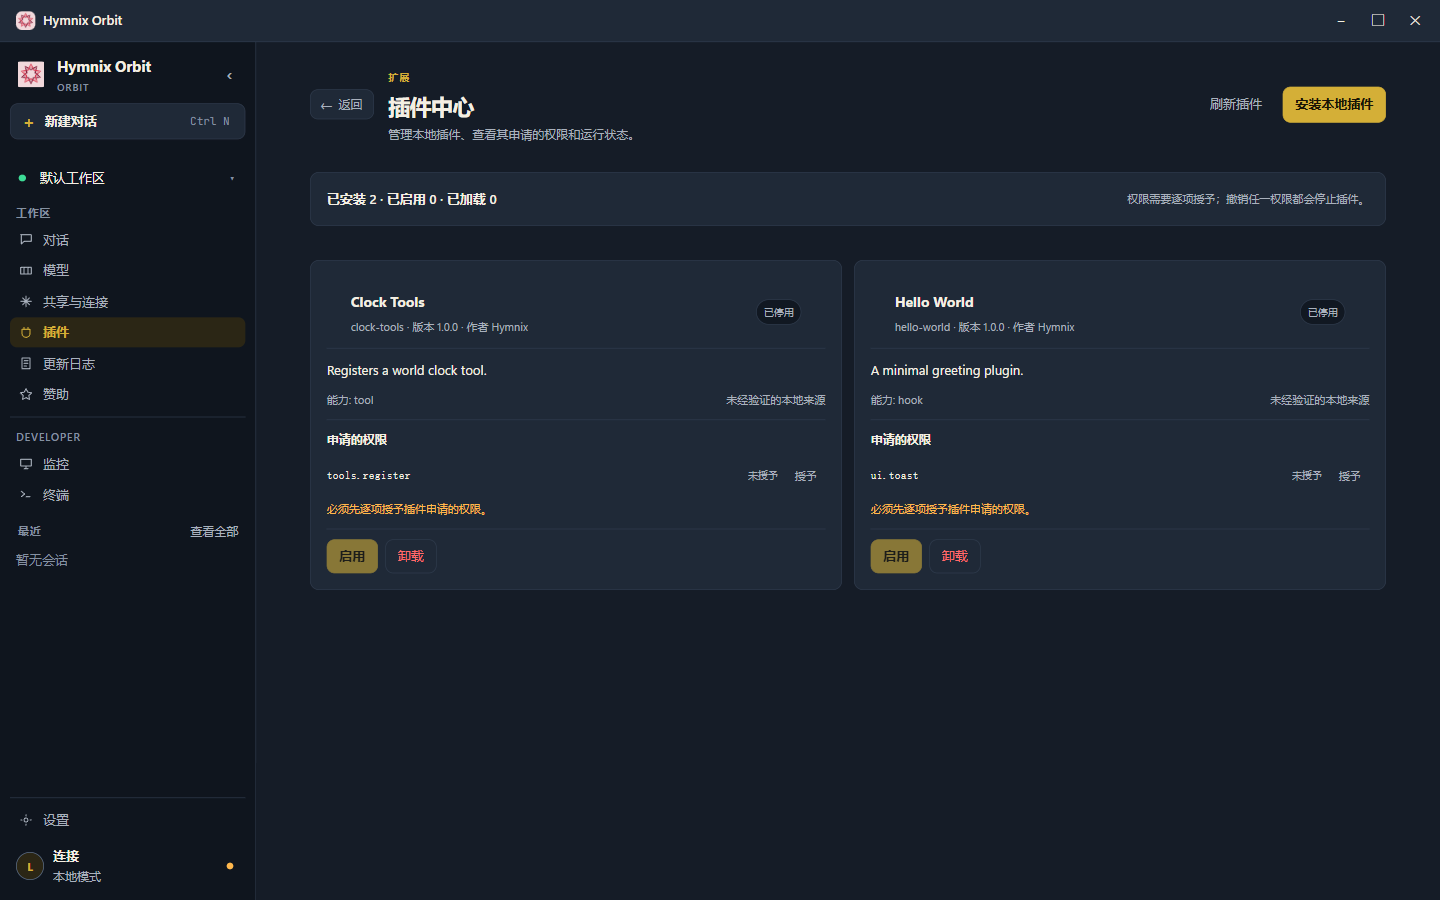 Hymnix Orbit
Hymnix Orbit
ORBIT
新建对话 Ctrl N
默认工作区
工作区
对话
模型
共享与连接
插件
更新日志
赞助
DEVELOPER
监控
终端
最近 查看全部
暂无会话
设置
L
连接
本地模式
← 返回
扩展
插件中心
管理本地插件、查看其申请的权限和运行状态。
刷新插件 安装本地插件
已安装 2 · 已启用 0 · 已加载 0 权限需要逐项授予；撤销任一权限都会停止插件。
Clock Tools
clock-tools · 版本 1.0.0 · 作者 Hymnix
已停用
Registers a world clock tool.
能力: tool 未经验证的本地来源
申请的权限
tools.register 未授予 授予
必须先逐项授予插件申请的权限。
启用 卸载
Hello World
hello-world · 版本 1.0.0 · 作者 Hymnix
已停用
A minimal greeting plugin.
能力: hook 未经验证的本地来源
申请的权限
ui.toast 未授予 授予
必须先逐项授予插件申请的权限。
启用 卸载